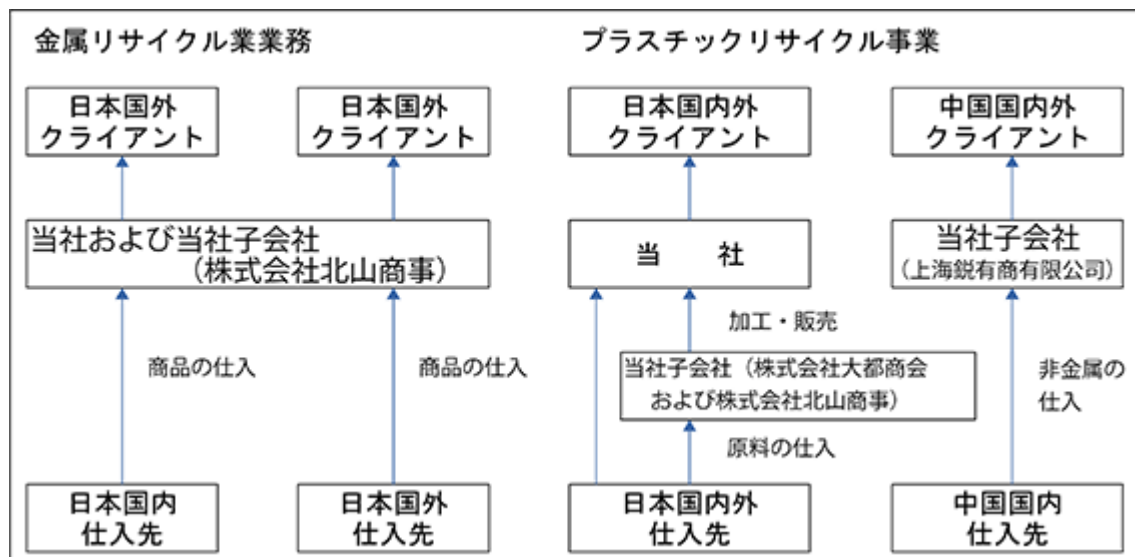 金属リサイクル業業務
プラスチックリサイクル事業
日本国外
クライアント
日本国外
クライアント
日本国内外
クライアント
中国国内外
クライアント
当社および当社子会社
（株式会社北山商事）
当　社
当社子会社
（上海鋭有商有限公司）
加工・販売
商品の仕入
商品の仕入
当社子会社（株式会社大都商会
および株式会社北山商事）
非金属の
仕入
原料の仕入
日本国内
仕入先
日本国外
仕入先
日本国内外
仕入先
中国国内
仕入先